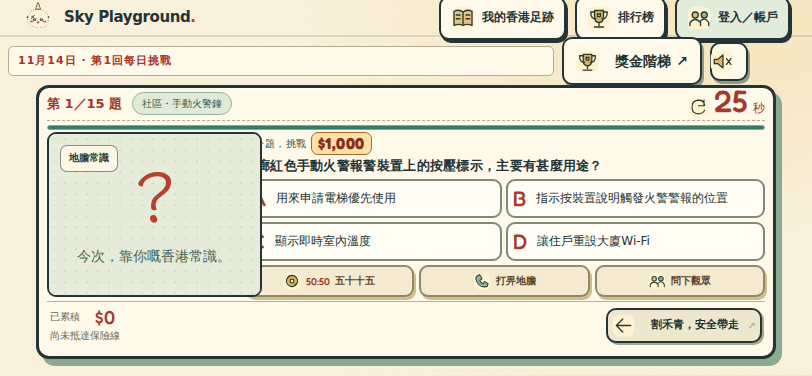 Sky Playground.
我的香港足跡
排行榜
登入／帳戶
11月14日 · 第1回每日挑戰
獎金階梯 ↗
第 1／15 題
社區 · 手動火警鐘
25 秒
地膽常識
?
今次，靠你嘅香港常識。
題，挑戰 $1,000
廊紅色手動火警報警裝置上的按壓標示，主要有甚麼用途？
用來申請電梯優先使用
B 指示按裝置說明觸發火警警報的位置
顯示即時室內溫度
D 讓住戶重設大廈Wi-Fi
50:50 五十十五
打畀地膽
問下觀眾
已累積 $0
尚未抵達保險線
← 割禾青，安全帶走 ↗